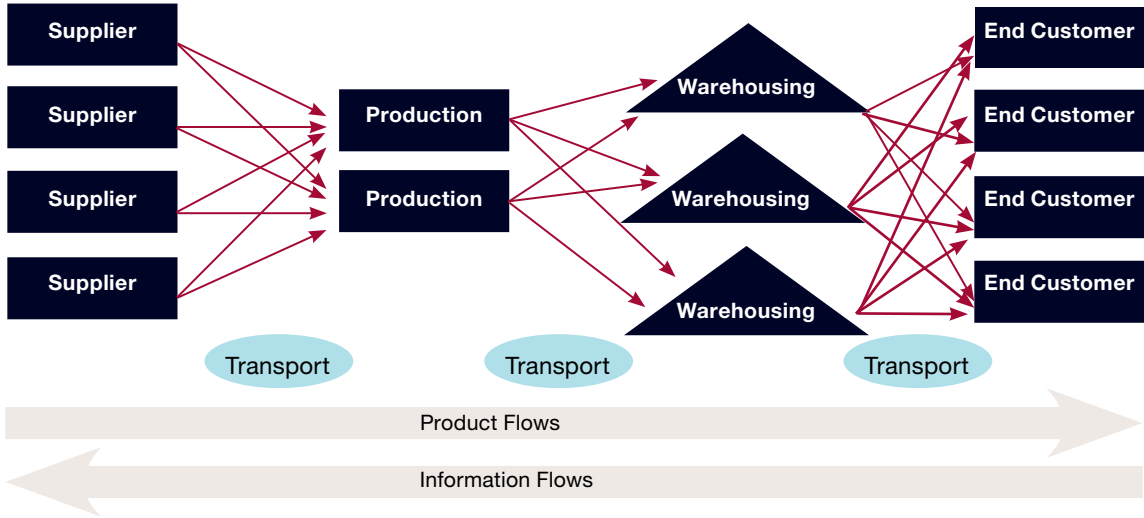 Supplier
Supplier
Supplier
Supplier
Production
Production
Warehousing
Warehousing
Warehousing
End Customer
End Customer
End Customer
End Customer
Transport
Transport
Transport
Product Flows
Information Flows